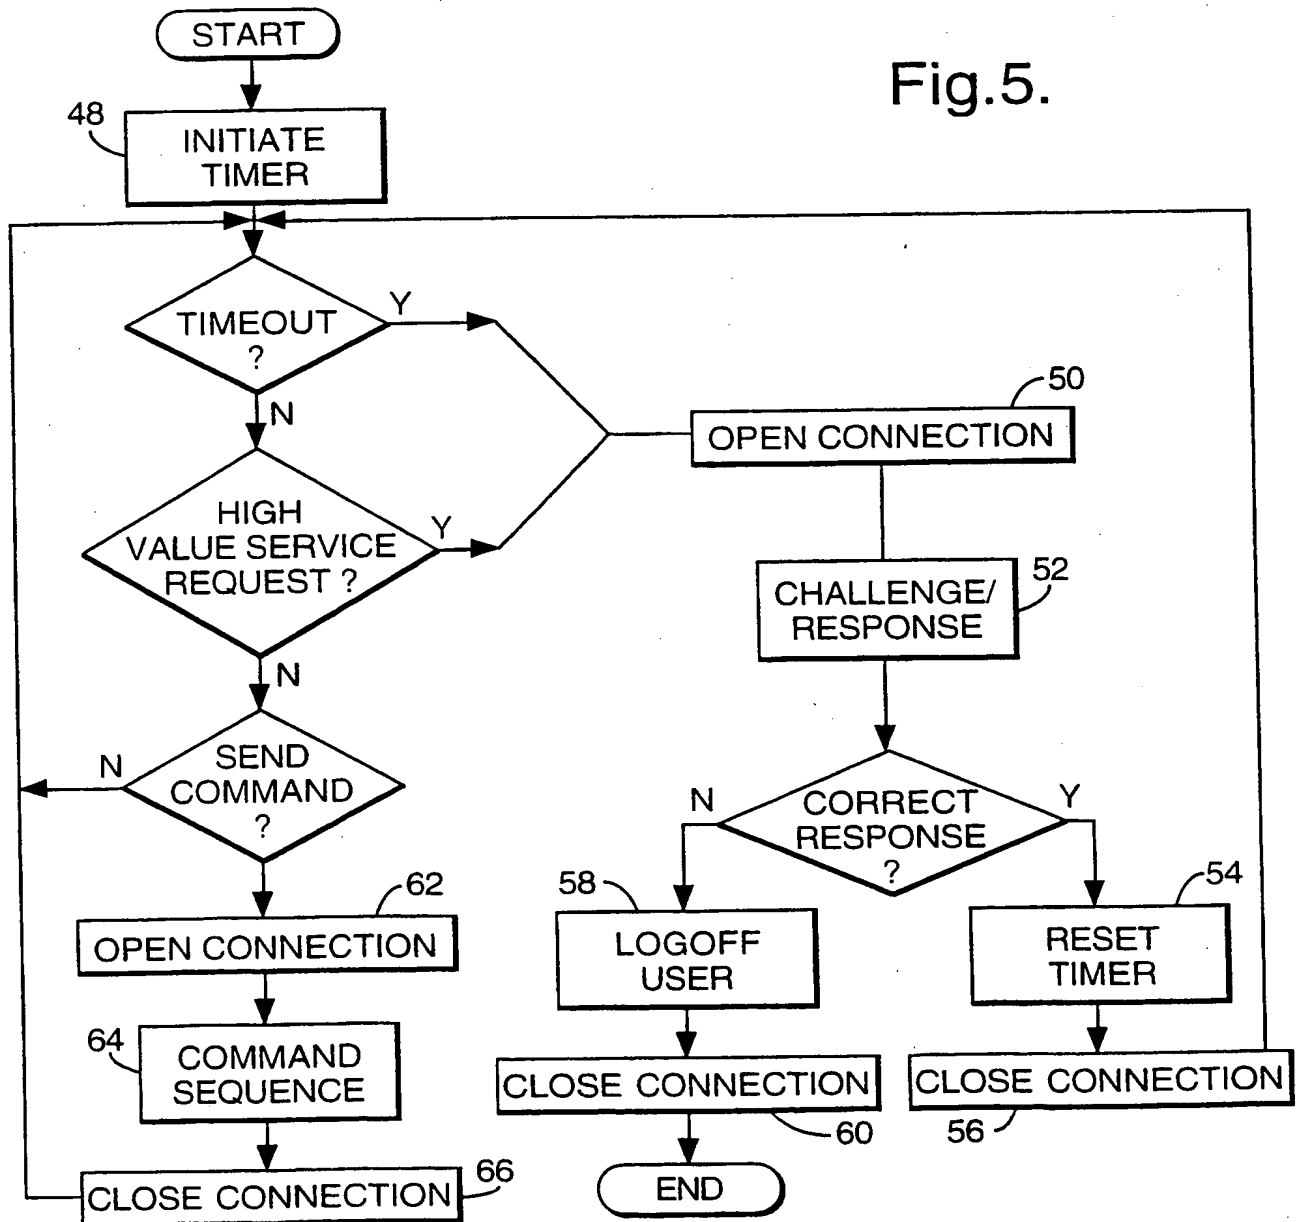 START
Fig.5.
48
INITIATE
TIMER
TIMEOUT
?
Y
N
50
OPEN CONNECTION
HIGH
VALUE SERVICE
REQUEST ?
Y
N
52
CHALLENGE/
RESPONSE
SEND
COMMAND
?
N
CORRECT
RESPONSE
?
N
Y
62
OPEN CONNECTION
58
LOGOFF
USER
54
RESET
TIMER
64
COMMAND
SEQUENCE
CLOSE CONNECTION
60
CLOSE CONNECTION
56
CLOSE CONNECTION
66
END